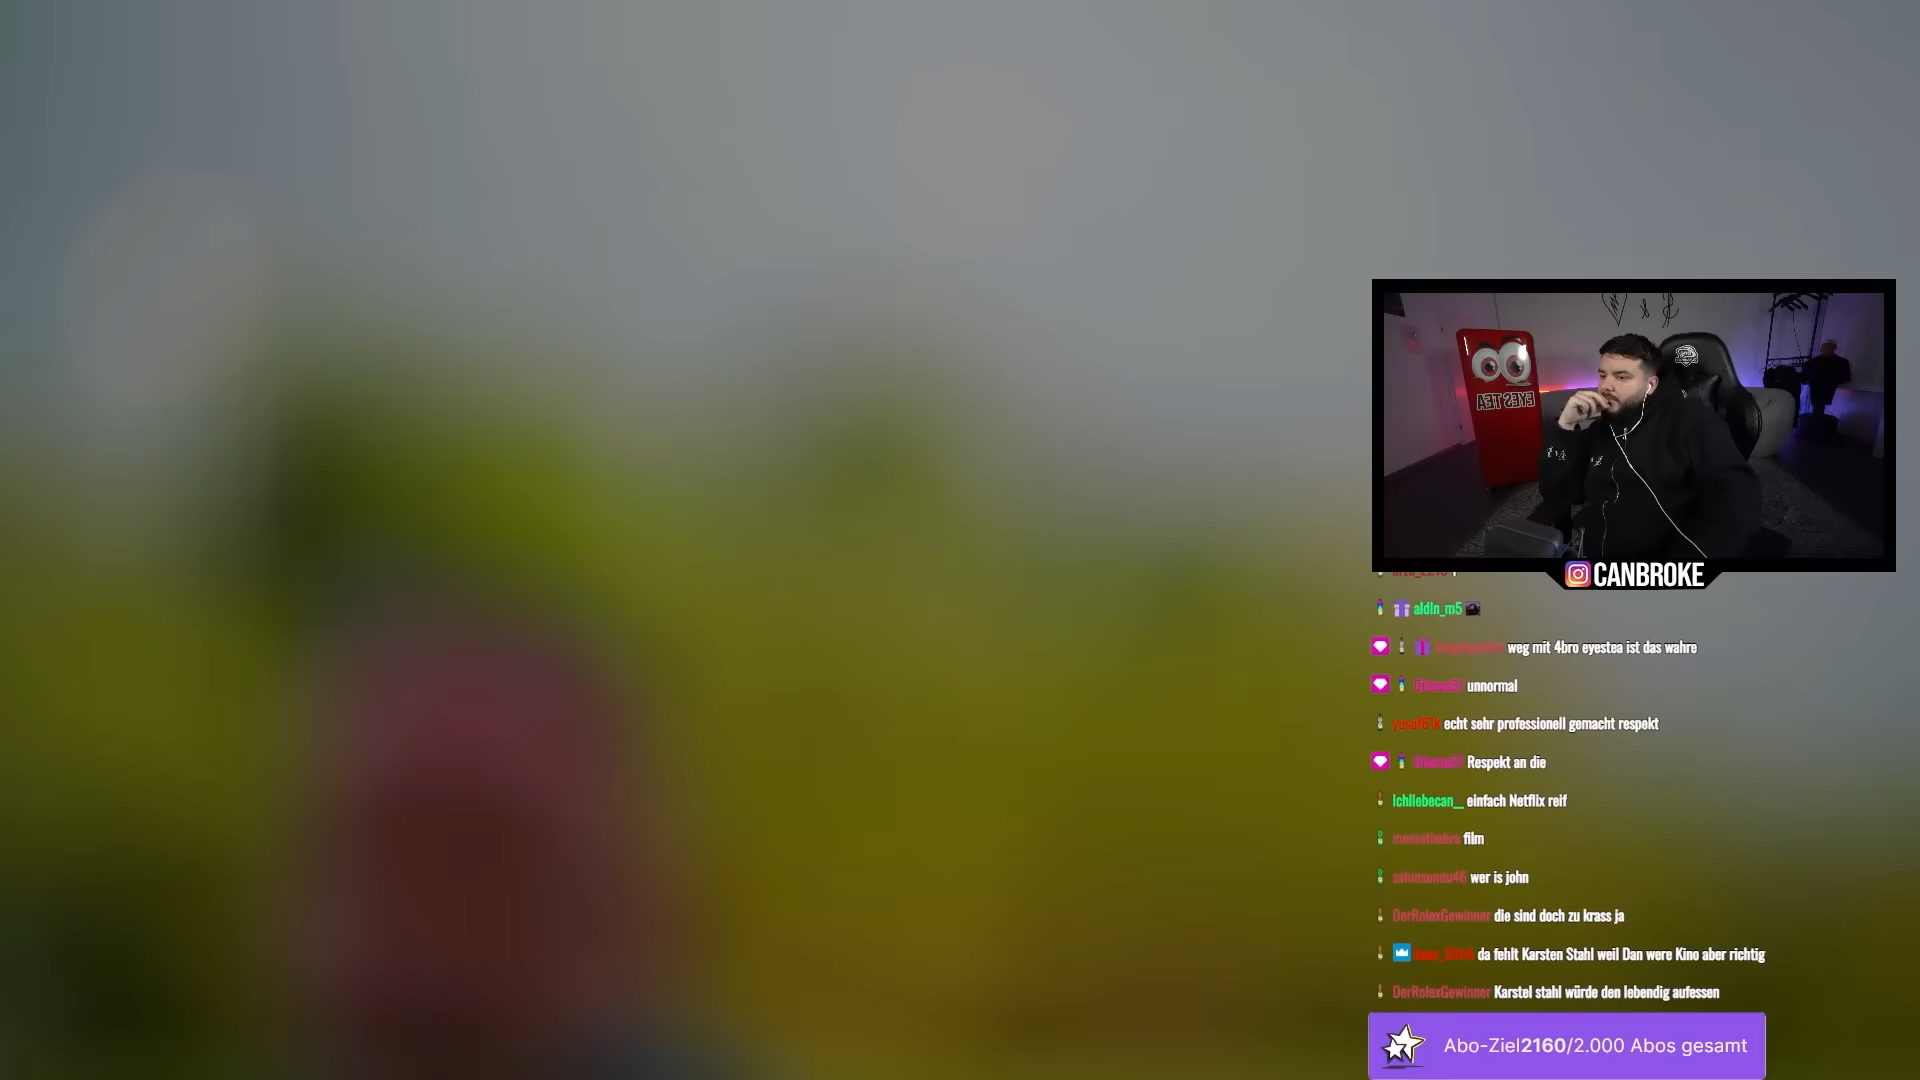 EYES TEA
CANBROKE
aldin_m5
weg mit 4bro eyestea ist das wahre
unnormal
yusuf61k echt sehr professionell gemacht respekt
Respekt an die
ichliebecan__ einfach Netflix reif
momothebra film
sahinsundu46 wer is john
DerRolexGewinner die sind doch zu krass ja
da fehlt Karsten Stahl weil Dan were Kino aber richtig
DerRolexGewinner Karstel stahl würde den lebendig aufessen
Abo-Ziel2160/2.000 Abos gesamt